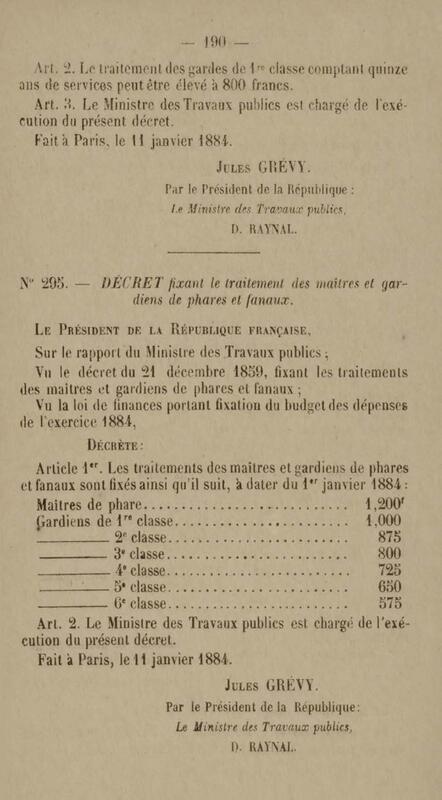 — 190 —
Art. 2. Le traitement des gardes de 1re classe comptant quinze
ans de services peut être élevé à 800 francs.
Art. 3. Le Ministre des Travaux publics est chargé de l'exé-
cution du présent décret.
Fait à Paris, le 11 janvier 1884.
JULES GRÉVY.
Par le Président de la République :
Le Ministre des Travaux publics,
D. RAYNAL.
N° 295. — DÉCRET fixant le traitement des maîtres et gar-
diens de phares et fanaux.
LE PRÉSIDENT DE LA RÉPUBLIQUE FRANÇAISE,
Sur le rapport du Ministre des Travaux publics ;
Vu le décret du 21 décembre 1859, fixant les traitements
des maîtres et gardiens de phares et fanaux ;
Vu la loi de finances portant fixation du budget des dépenses
de l'exercice 1884,
DÉCRÈTE :
Article 1er. Les traitements des maîtres et gardiens de phares
et fanaux sont fixés ainsi qu'il suit, à dater du 1er janvier 1884 :
Maîtres de phare........................... 1,200f
Gardiens de 1re classe........................ 1,000
——— 2e classe........................ 875
——— 3e classe........................ 800
——— 4e classe........................ 725
——— 5e classe........................ 650
——— 6e classe........................ 575
Art. 2. Le Ministre des Travaux publics est chargé de l'exé-
cution du présent décret.
Fait à Paris, le 11 janvier 1884.
JULES GRÉVY.
Par le Président de la République :
Le Ministre des Travaux publics,
D. RAYNAL.